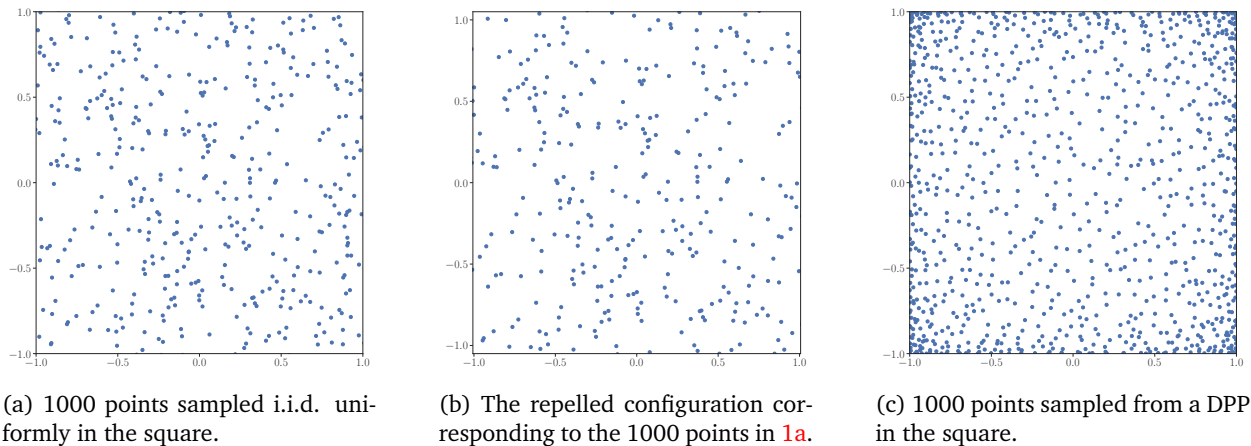 1.0
0.5
0.0
−0.5
−1.0
−1.0 −0.5 0.0 0.5 1.0
1.0
0.5
0.0
−0.5
−1.0
−1.0 −0.5 0.0 0.5 1.0
1.0
0.5
0.0
−0.5
−1.0
−1.0 −0.5 0.0 0.5 1.0
(a) 1000 points sampled i.i.d. uni-
formly in the square.
(b) The repelled configuration cor-
responding to the 1000 points in 1a.
(c) 1000 points sampled from a DPP
in the square.